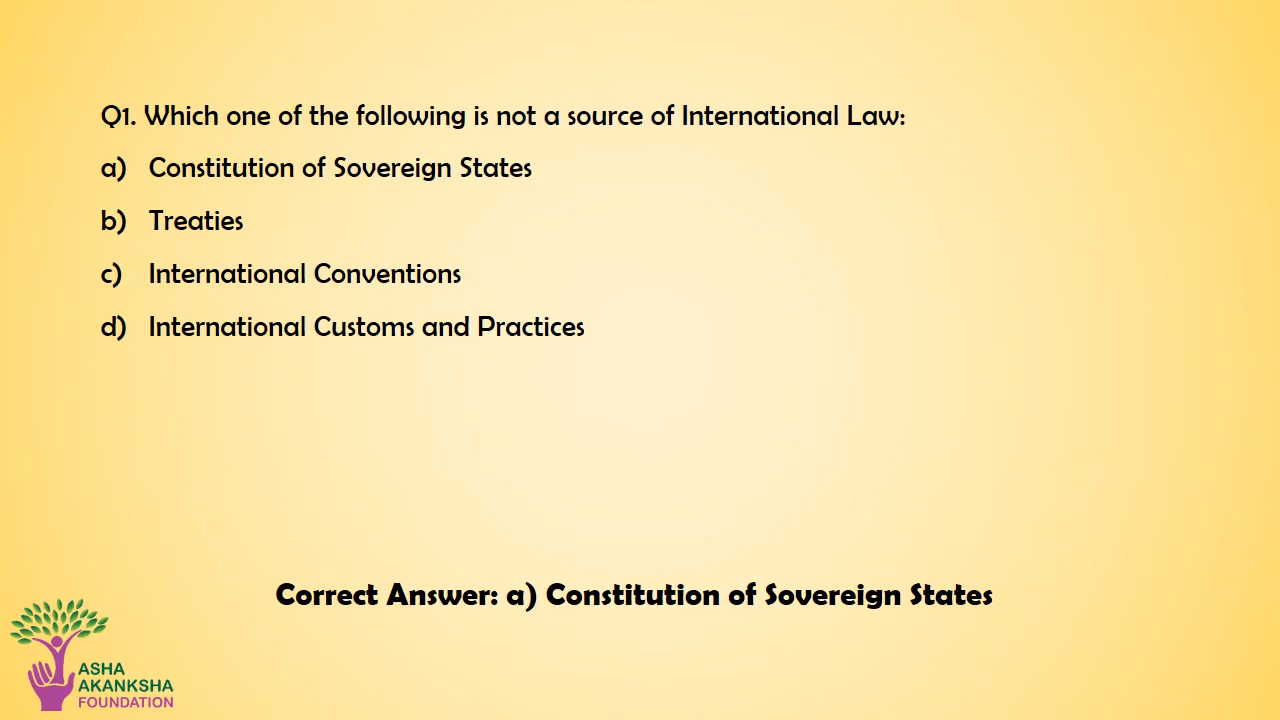 Q1. Which one of the following is not a source of International Law:
a) Constitution of Sovereign States
b) Treaties
c) International Conventions
d) International Customs and Practices
Correct Answer: a) Constitution of Sovereign States
ASHA
AKANKSHA
FOUNDATION